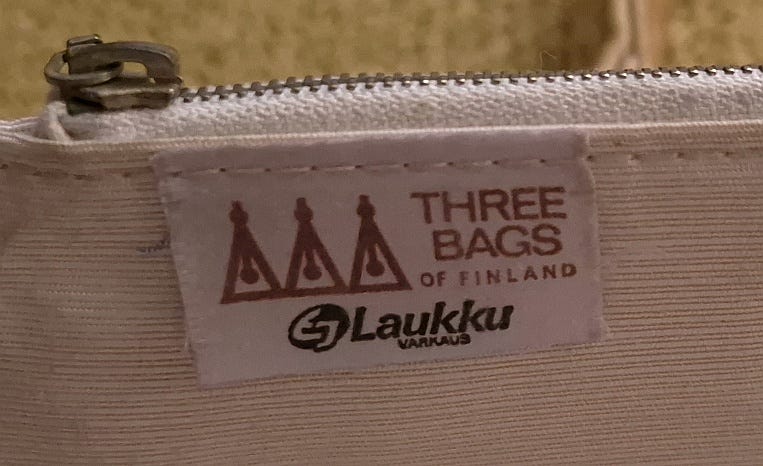 THREE
BAGS
OF FINLAND
Laukku
VARKAUS